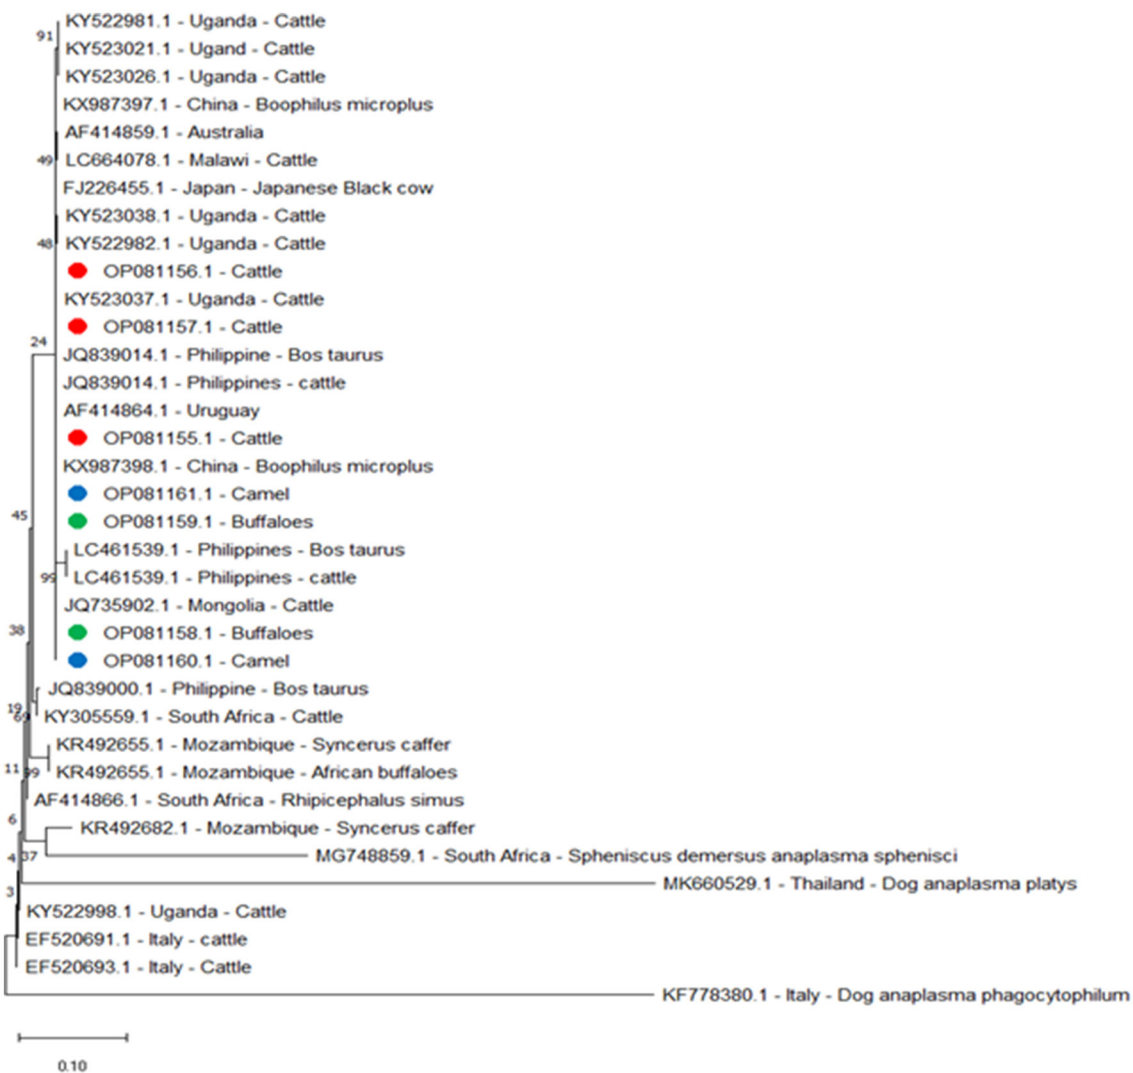 KY522981.1 - Uganda - Cattle
91
KY523021.1 - Ugand - Cattle
KY523026.1 - Uganda - Cattle
KX987397.1 - China - Boophilus microplus
AF414859.1 - Australia
49 LC664078.1 - Malawi - Cattle
FJ226455.1 - Japan - Japanese Black cow
KY523038.1 - Uganda - Cattle
48 KY522982.1 - Uganda - Cattle
OP081156.1 - Cattle
KY523037.1 - Uganda - Cattle
OP081157.1 - Cattle
24
JQ839014.1 - Philippine - Bos taurus
JQ839014.1 - Philippines - cattle
AF414864.1 - Uruguay
OP081155.1 - Cattle
KX987398.1 - China - Boophilus microplus
OP081161.1 - Camel
45
OP081159.1 - Buffaloes
LC461539.1 - Philippines - Bos taurus
99 LC461539.1 - Philippines - cattle
JQ735902.1 - Mongolia - Cattle
38
OP081158.1 - Buffaloes
OP081160.1 - Camel
JQ839000.1 - Philippine - Bos taurus
19
69 KY305559.1 - South Africa - Cattle
KR492655.1 - Mozambique - Syncerus caffer
11 99 KR492655.1 - Mozambique - African buffaloes
AF414866.1 - South Africa - Rhipicephalus simus
6
KR492682.1 - Mozambique - Syncerus caffer
4 37 MG748859.1 - South Africa - Spheniscus demersus anaplasma sphenisci
MK660529.1 - Thailand - Dog anaplasma platys
3
KY522998.1 - Uganda - Cattle
EF520691.1 - Italy - cattle
EF520693.1 - Italy - Cattle
KF778380.1 - Italy - Dog anaplasma phagocytophilum
0.10